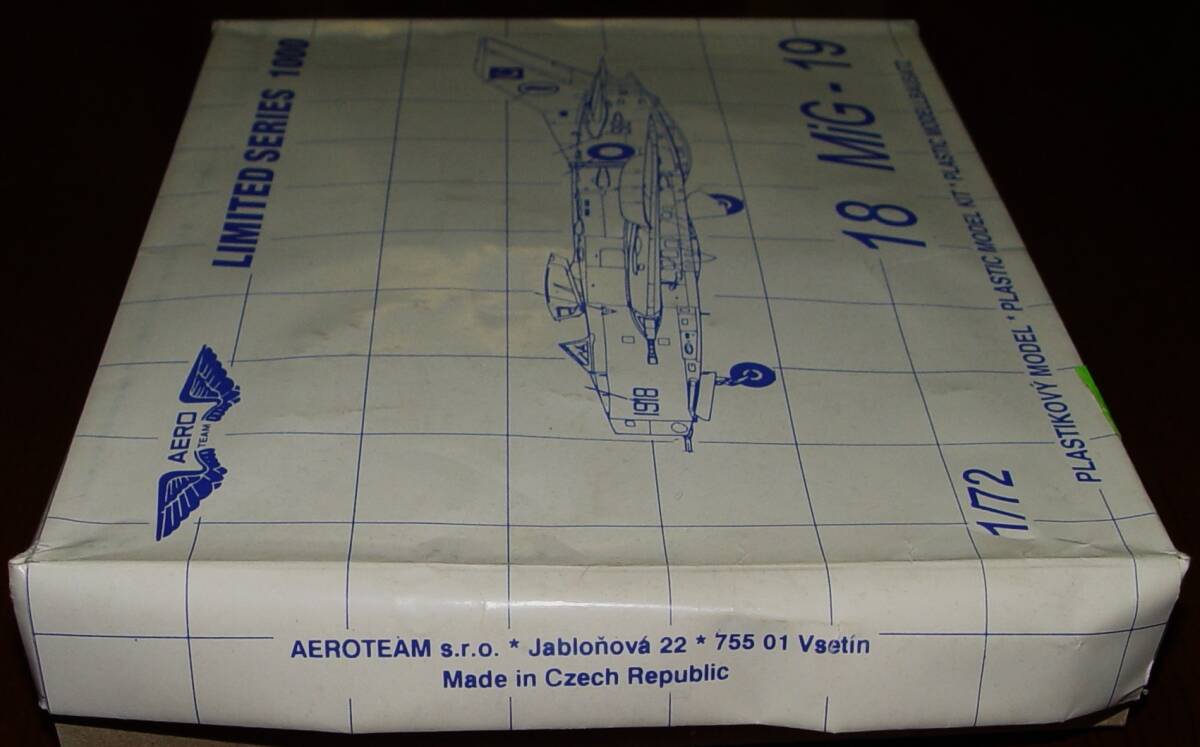 AERO
TEAM
LIMITED SERIES 1000
1918
1/72
18 MiG - 19
PLASTIKOVÝ MODEL * PLASTIC MODEL KIT * PLASTIC MODELLBAUSATZ
AEROTEAM s.r.o. * Jabloňová 22 * 755 01 Vsetín
Made in Czech Republic